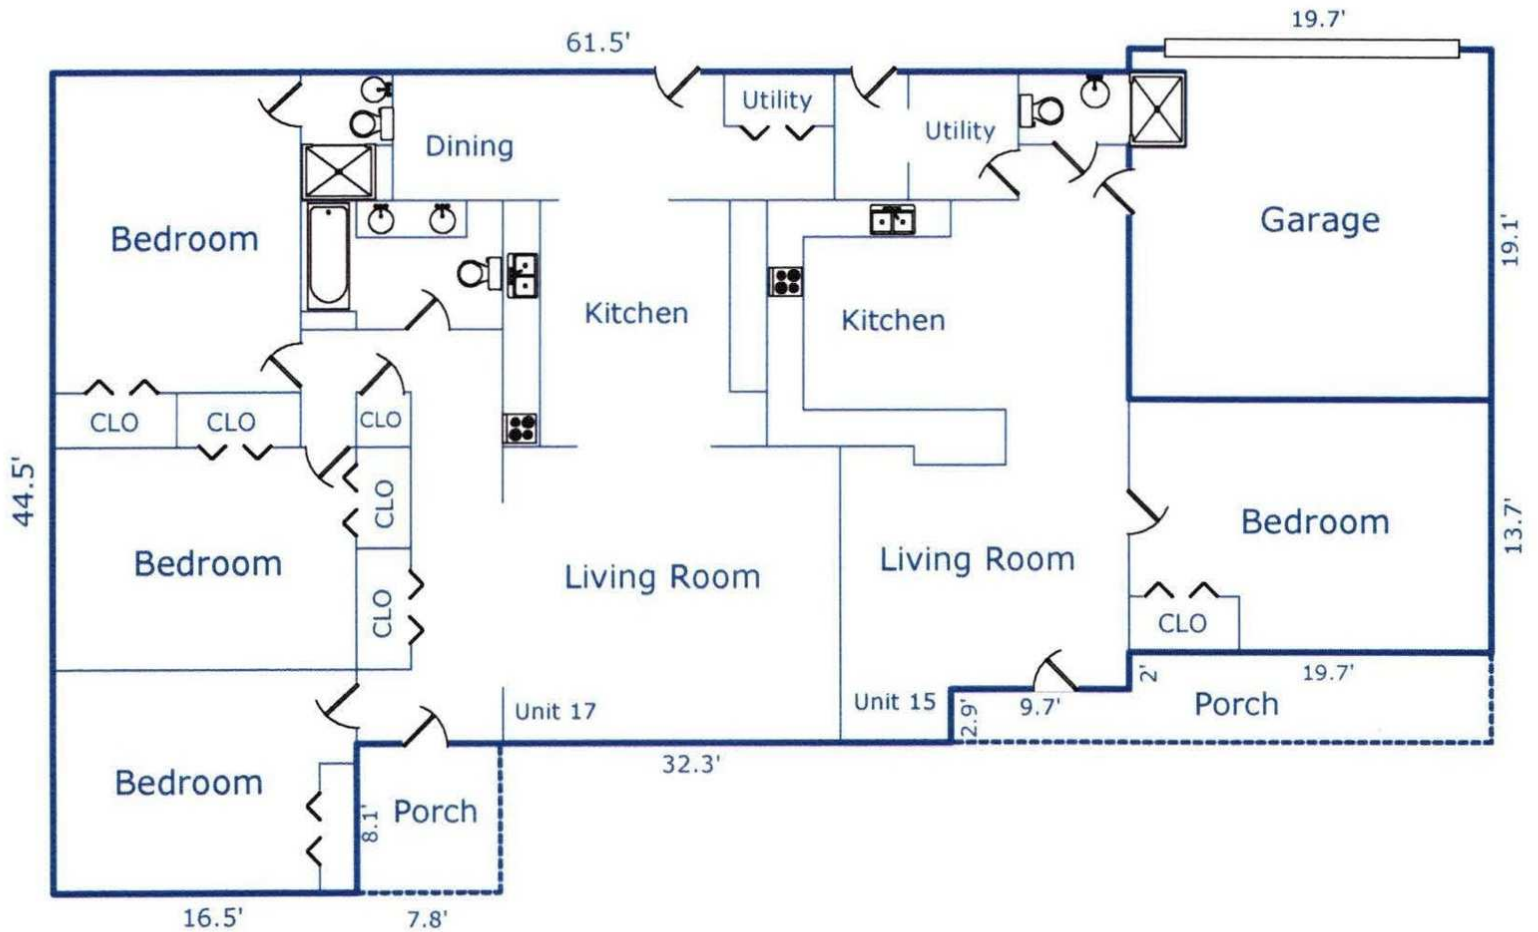 19.7'
61.5'
Utility
Utility
Dining
Garage
19.1'
Bedroom
Kitchen
Kitchen
CLO
CLO
CLO
44.5'
CLO
Bedroom
13.7'
Bedroom
Living Room
Living Room
CLO
CLO
2'
19.7'
Unit 17
Unit 15
2.9'
9.7'
Porch
32.3'
Bedroom
8.1'
Porch
16.5'
7.8'